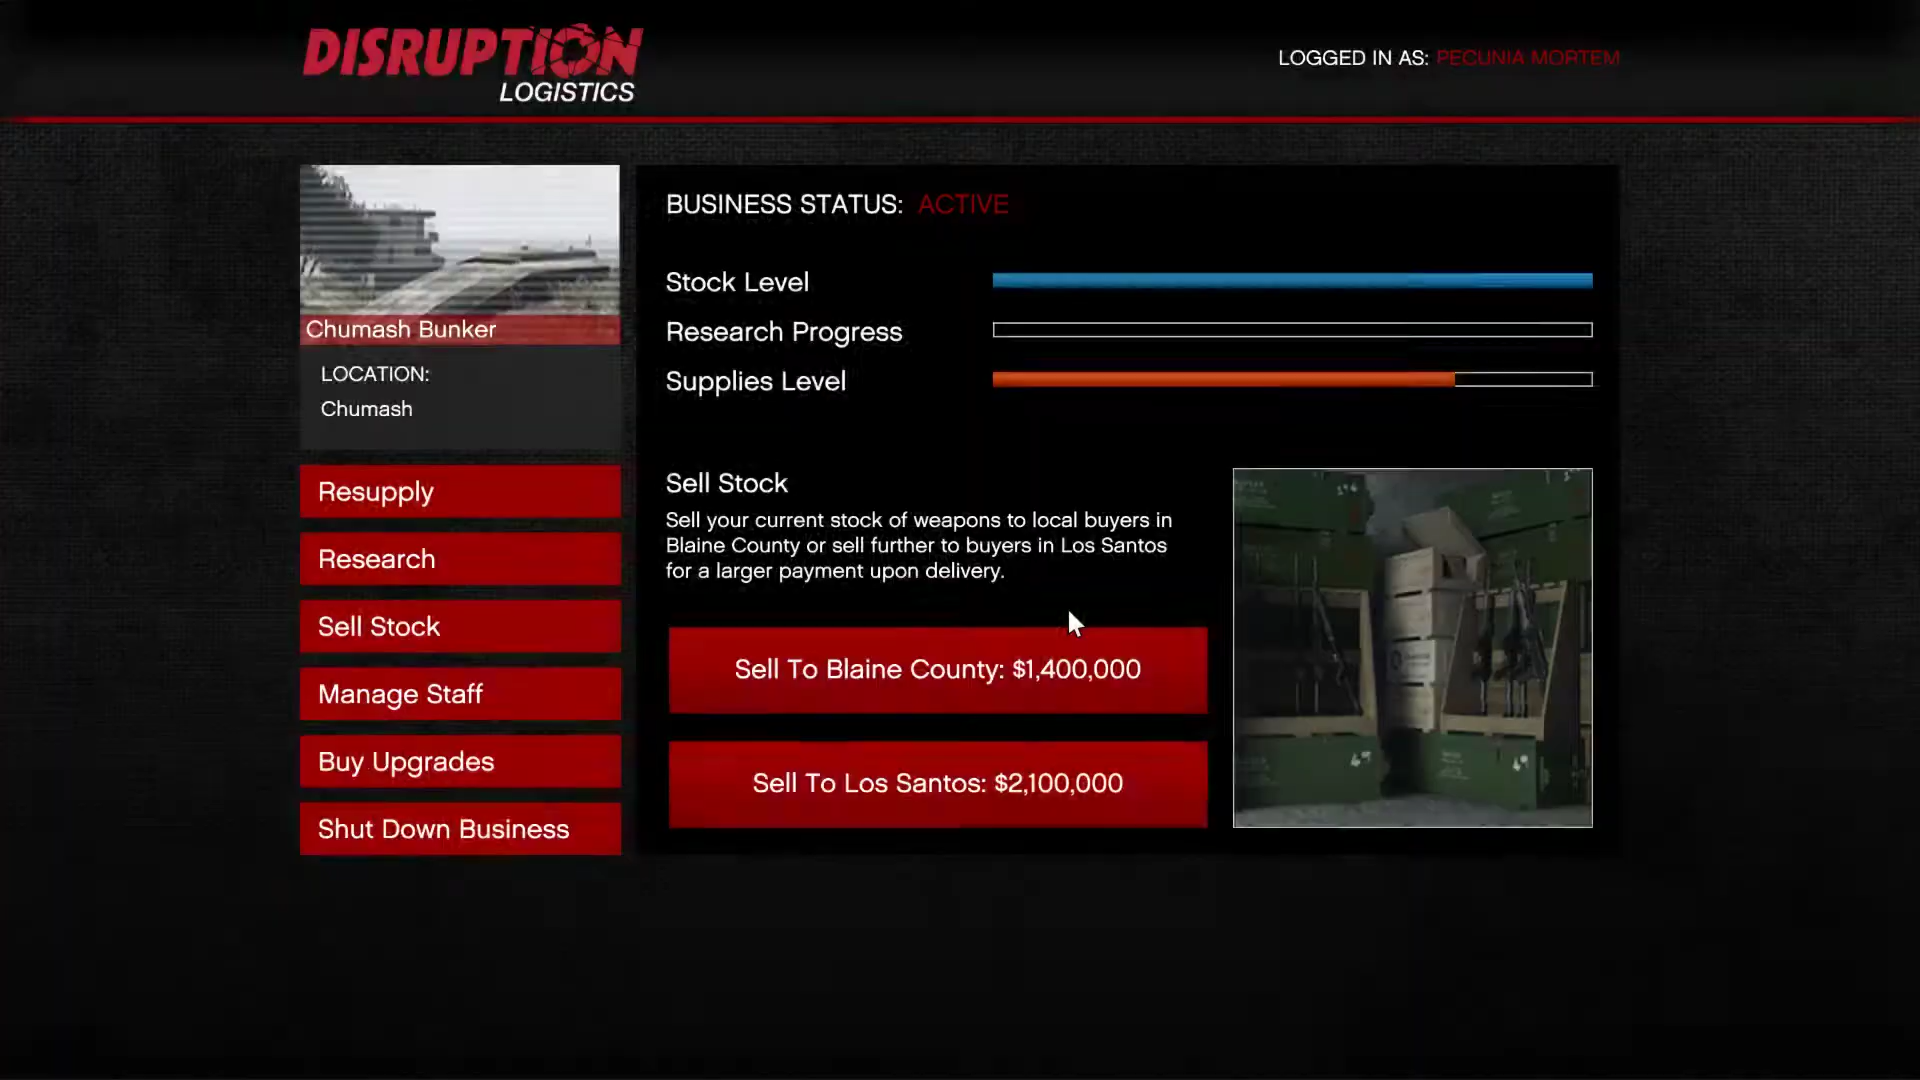 DISRUPTION
LOGISTICS
LOGGED IN AS: PECUNIA MORTEM
Chumash Bunker
LOCATION:
Chumash
Resupply
Research
Sell Stock
Manage Staff
Buy Upgrades
Shut Down Business
BUSINESS STATUS: ACTIVE
Stock Level
Research Progress
Supplies Level
Sell Stock
Sell your current stock of weapons to local buyers in
Blaine County or sell further to buyers in Los Santos
for a larger payment upon delivery.
Sell To Blaine County: $1,400,000
Sell To Los Santos: $2,100,000